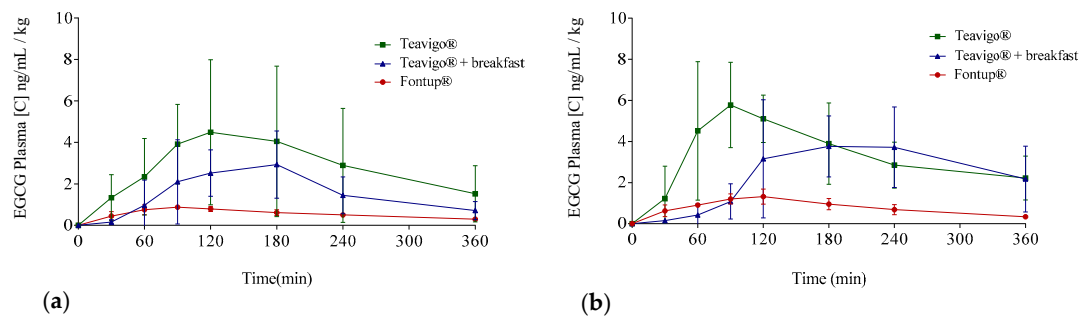 EGCG Plasma [C] ng/mL / kg
10
8
6
4
2
0
Teavigo®
Teavigo® + breakfast
Fontup®
0 60 120 180 240 300 360
Time(min)
(a)
EGCG Plasma [C] ng/mL / kg
10
8
6
4
2
0
Teavigo®
Teavigo® + breakfast
Fontup®
0 60 120 180 240 300 360
Time (min)
(b)